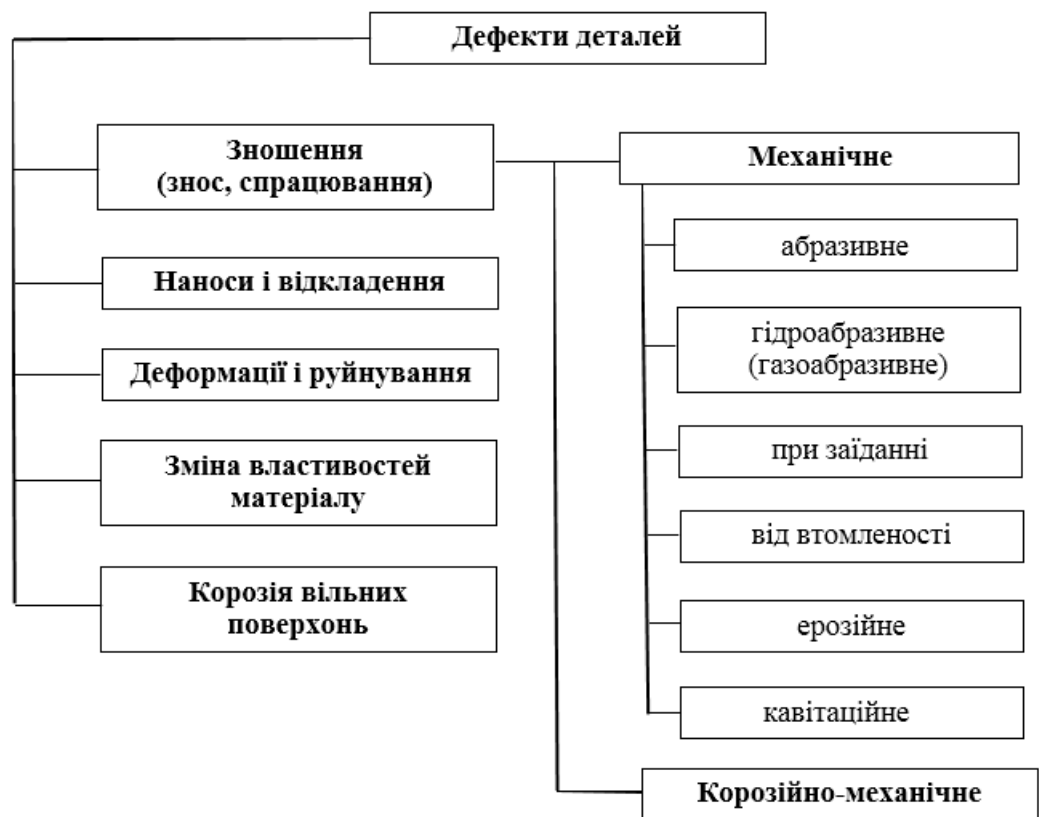 Дефекти деталей
Зношення
(знос, спрацювання)
Наноси і відкладення
Деформації і руйнування
Зміна властивостей
матеріалу
Корозія вільних
поверхонь
Механічне
абразивне
гідроабразивне
(газоабразивне)
при заїданні
від втомленості
ерозійне
кавітаційне
Корозійно-механічне